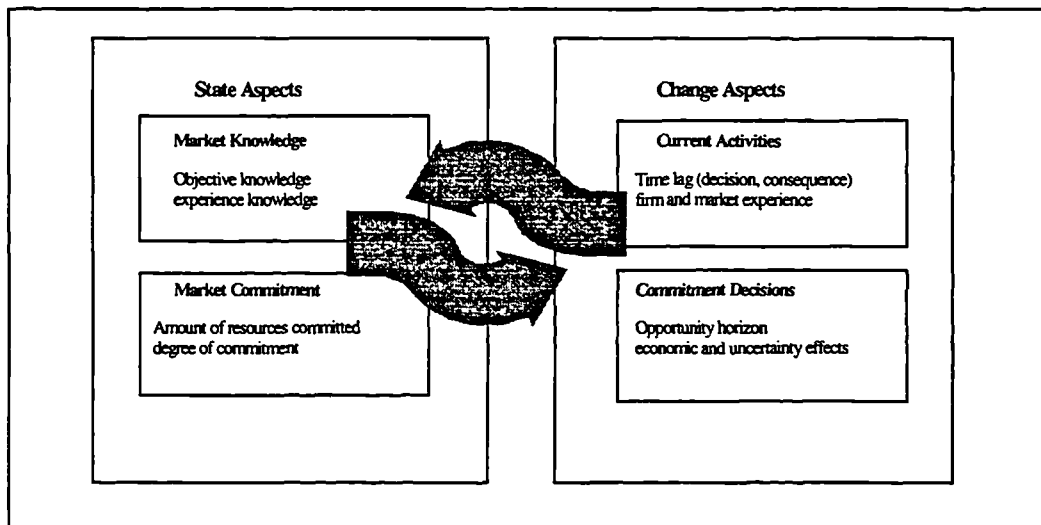 State Aspects
Market Knowledge
Objective knowledge
experience knowledge
Market Commitment
Amount of resources committed
degree of commitment
Change Aspects
Current Activities
Time lag (decision, consequence)
firm and market experience
Commitment Decisions
Opportunity horizon
economic and uncertainty effects